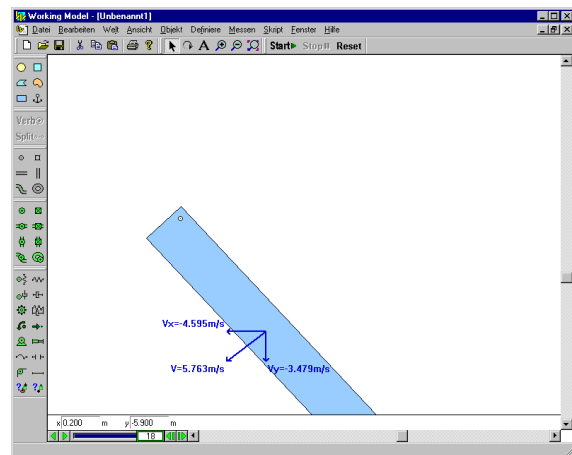 Working Model - [Unbenannt1]
Datei Bearbeiten Welt Ansicht Objekt Definiere Messen Skript Fenster Hilfe
A Start Stop Reset
Verb
Split
Vx=-4.595m/s
V=5.763m/s
Vy=-3.479m/s
x 0.200 m y -5.900 m
18